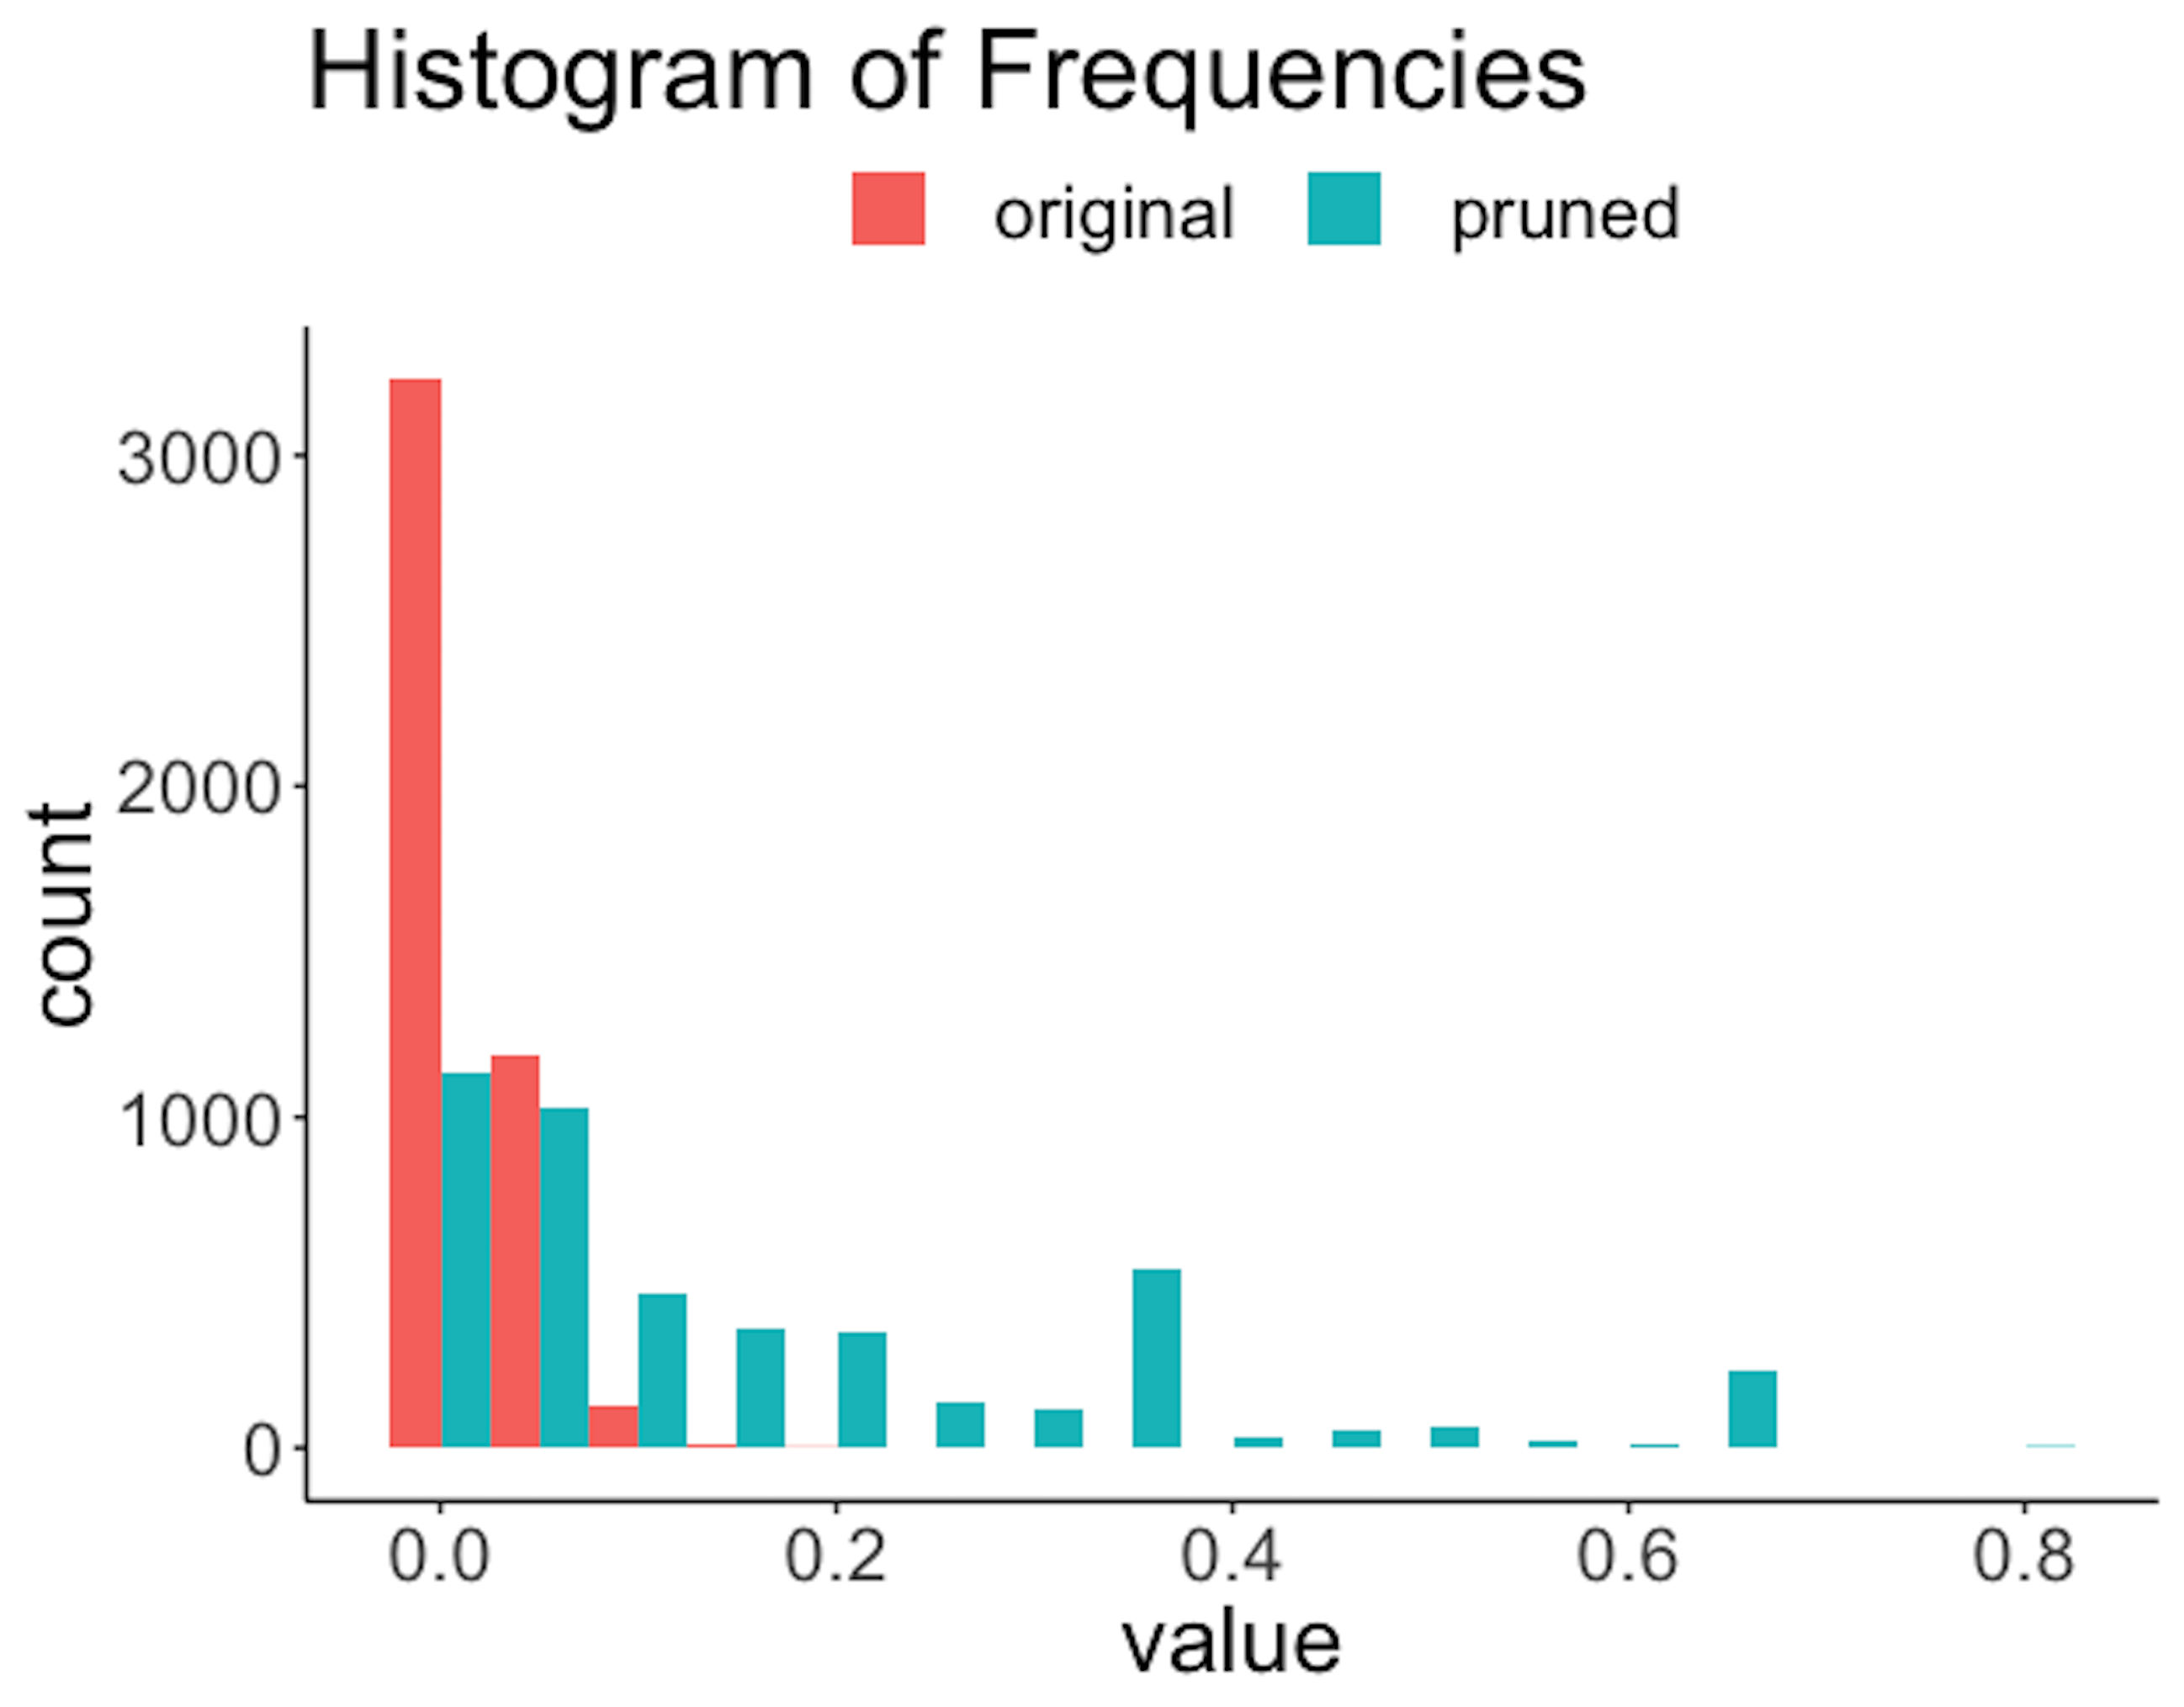 Histogram of Frequencies
original pruned
3000
2000
1000
0
count
0.0 0.2 0.4 0.6 0.8
value